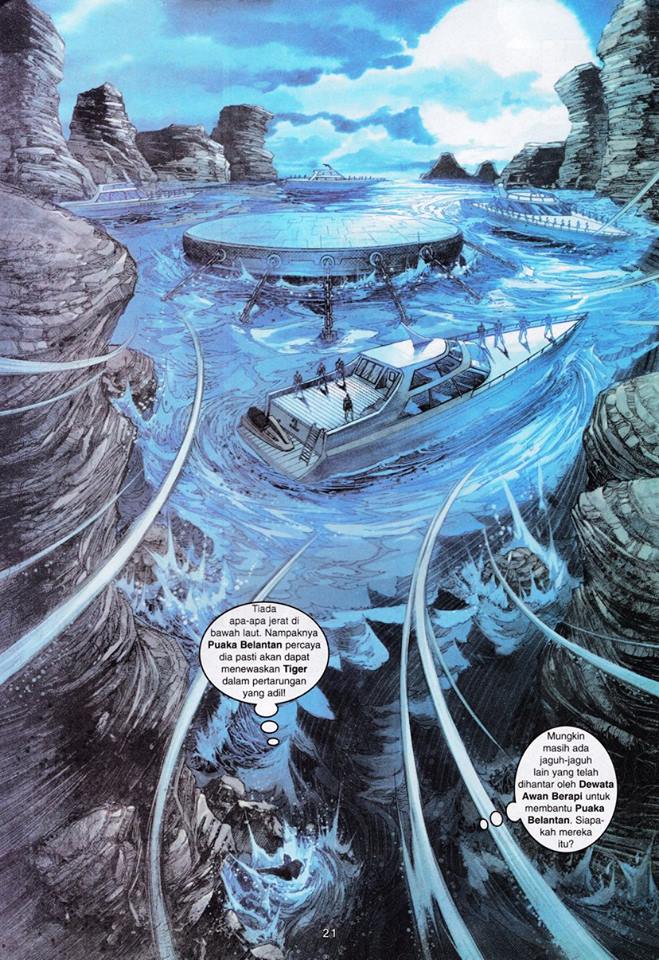 Tiada
apa-apa jerat di
bawah laut. Nampaknya
Puaka Belantan percaya
dia pasti akan dapat
menewaskan Tiger
dalam pertarungan
yang adil!
Mungkin
masih ada
jaguh-jaguh
lain yang telah
dihantar oleh Dewata
Awan Berapi untuk
membantu Puaka
Belantan. Siapa-
kah mereka
itu?
21